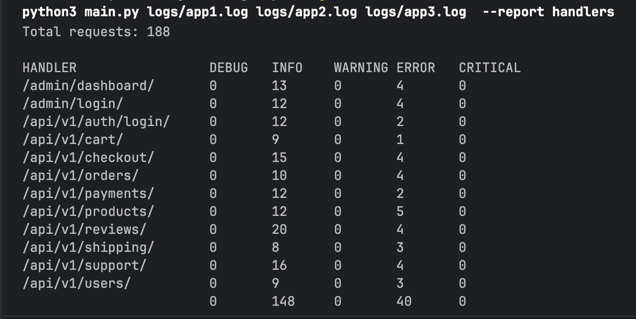 python3 main.py logs/app1.log logs/app2.log logs/app3.log  --report handlers
Total requests: 188
HANDLER DEBUG INFO WARNING ERROR CRITICAL
/admin/dashboard/ 0 13 0 4 0
/admin/login/ 0 12 0 4 0
/api/v1/auth/login/ 0 12 0 2 0
/api/v1/cart/ 0 9 0 1 0
/api/v1/checkout/ 0 15 0 4 0
/api/v1/orders/ 0 10 0 4 0
/api/v1/payments/ 0 12 0 2 0
/api/v1/products/ 0 12 0 5 0
/api/v1/reviews/ 0 20 0 4 0
/api/v1/shipping/ 0 8 0 3 0
/api/v1/support/ 0 16 0 4 0
/api/v1/users/ 0 9 0 3 0
0 148 0 40 0